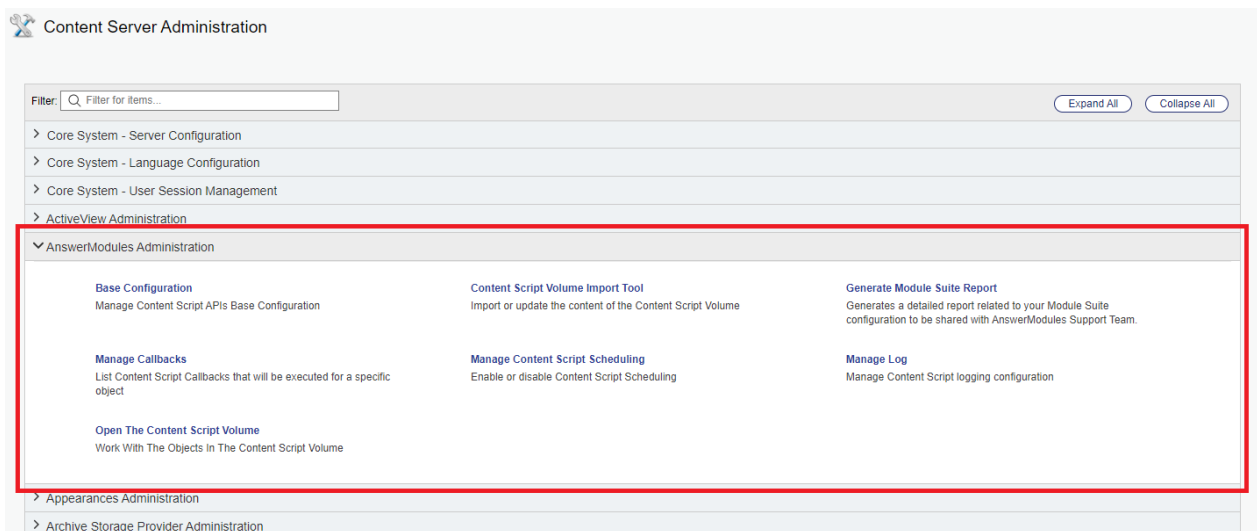 Content Server Administration
Filter: Filter for items...
Expand All
Collapse All
Core System - Server Configuration
Core System - Language Configuration
Core System - User Session Management
ActiveView Administration
AnswerModules Administration
Base Configuration
Manage Content Script APIs Base Configuration
Content Script Volume Import Tool
Import or update the content of the Content Script Volume
Generate Module Suite Report
Generates a detailed report related to your Module Suite
configuration to be shared with AnswerModules Support Team.
Manage Callbacks
List Content Script Callbacks that will be executed for a specific
object
Manage Content Script Scheduling
Enable or disable Content Script Scheduling
Manage Log
Manage Content Script logging configuration
Open The Content Script Volume
Work With The Objects In The Content Script Volume
Appearances Administration
Archive Storage Provider Administration